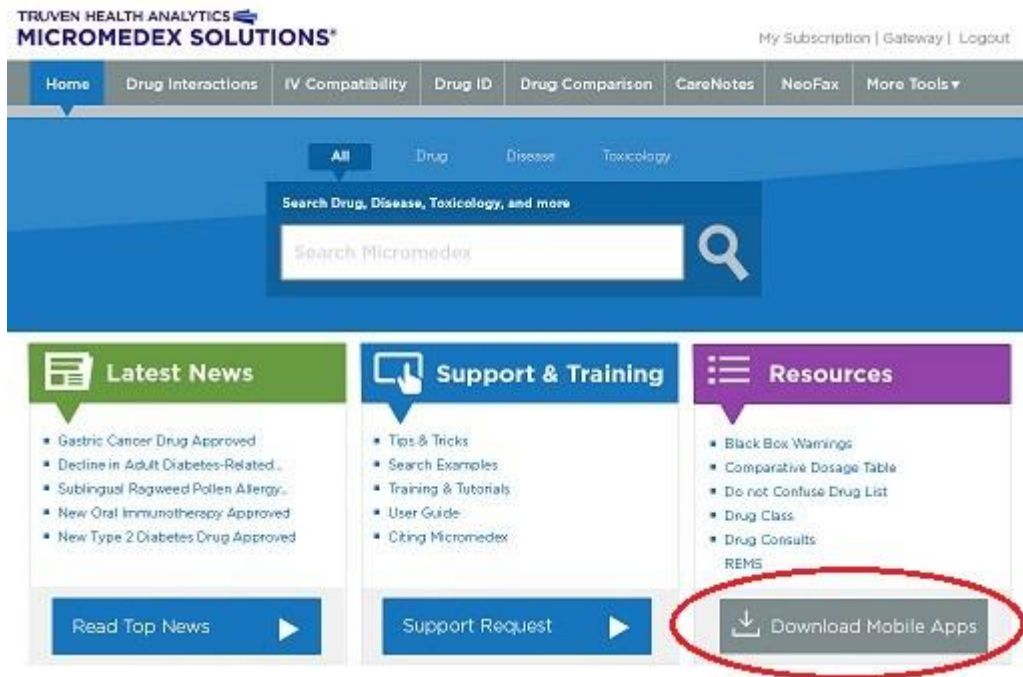 TRUVEN HEALTH ANALYTICS
MICROMEDEX SOLUTIONS®
My Subscription | Gateway | Logout
Home Drug Interactions IV Compatibility Drug ID Drug Comparison CareNotes NeoFax More Tools ▾
All Drug Disease Toxicology
Search Drug, Disease, Toxicology, and more
Search Micromedex
Latest News
▪ Gastric Cancer Drug Approved
▪ Decline in Adult Diabetes-Related...
▪ Sublingual Ragweed Pollen Allergy...
▪ New Oral Immunotherapy Approved
▪ New Type 2 Diabetes Drug Approved
Read Top News
Support & Training
▪ Tips & Tricks
▪ Search Examples
▪ Training & Tutorials
▪ User Guide
▪ Citing Micromedex
Support Request
Resources
▪ Black Box Warnings
▪ Comparative Dosage Table
▪ Do not Confuse Drug List
▪ Drug Class
▪ Drug Consults
REMS
Download Mobile Apps